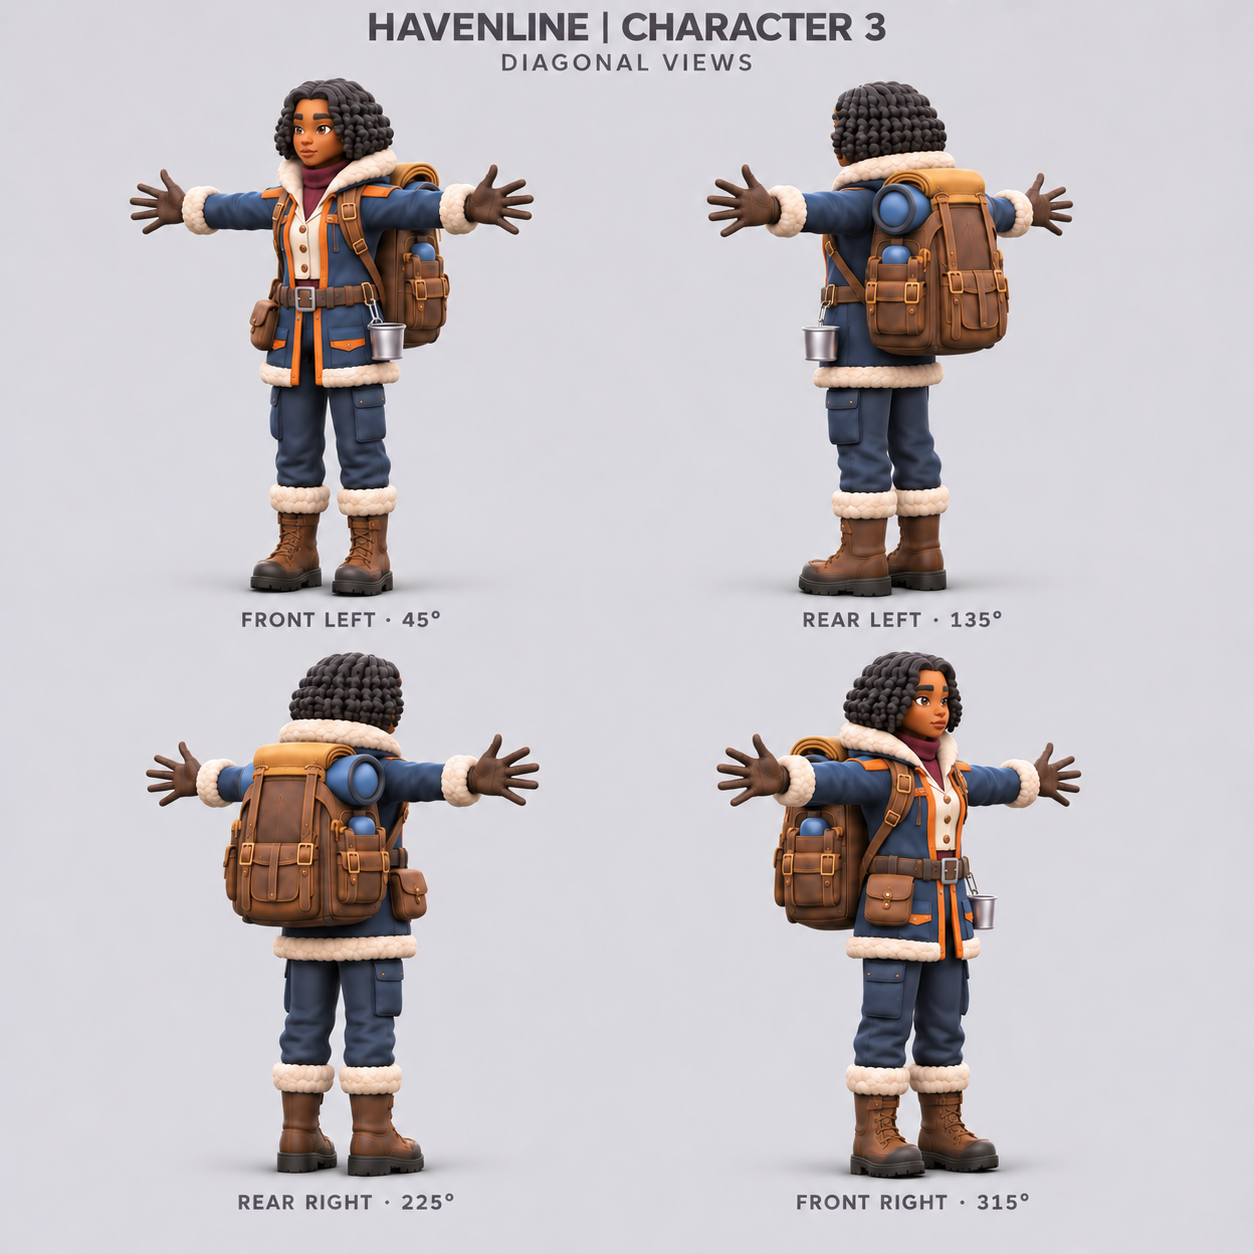 HAVENLINE | CHARACTER 3
DIAGONAL VIEWS
FRONT LEFT · 45°
REAR LEFT · 135°
REAR RIGHT · 225°
FRONT RIGHT · 315°